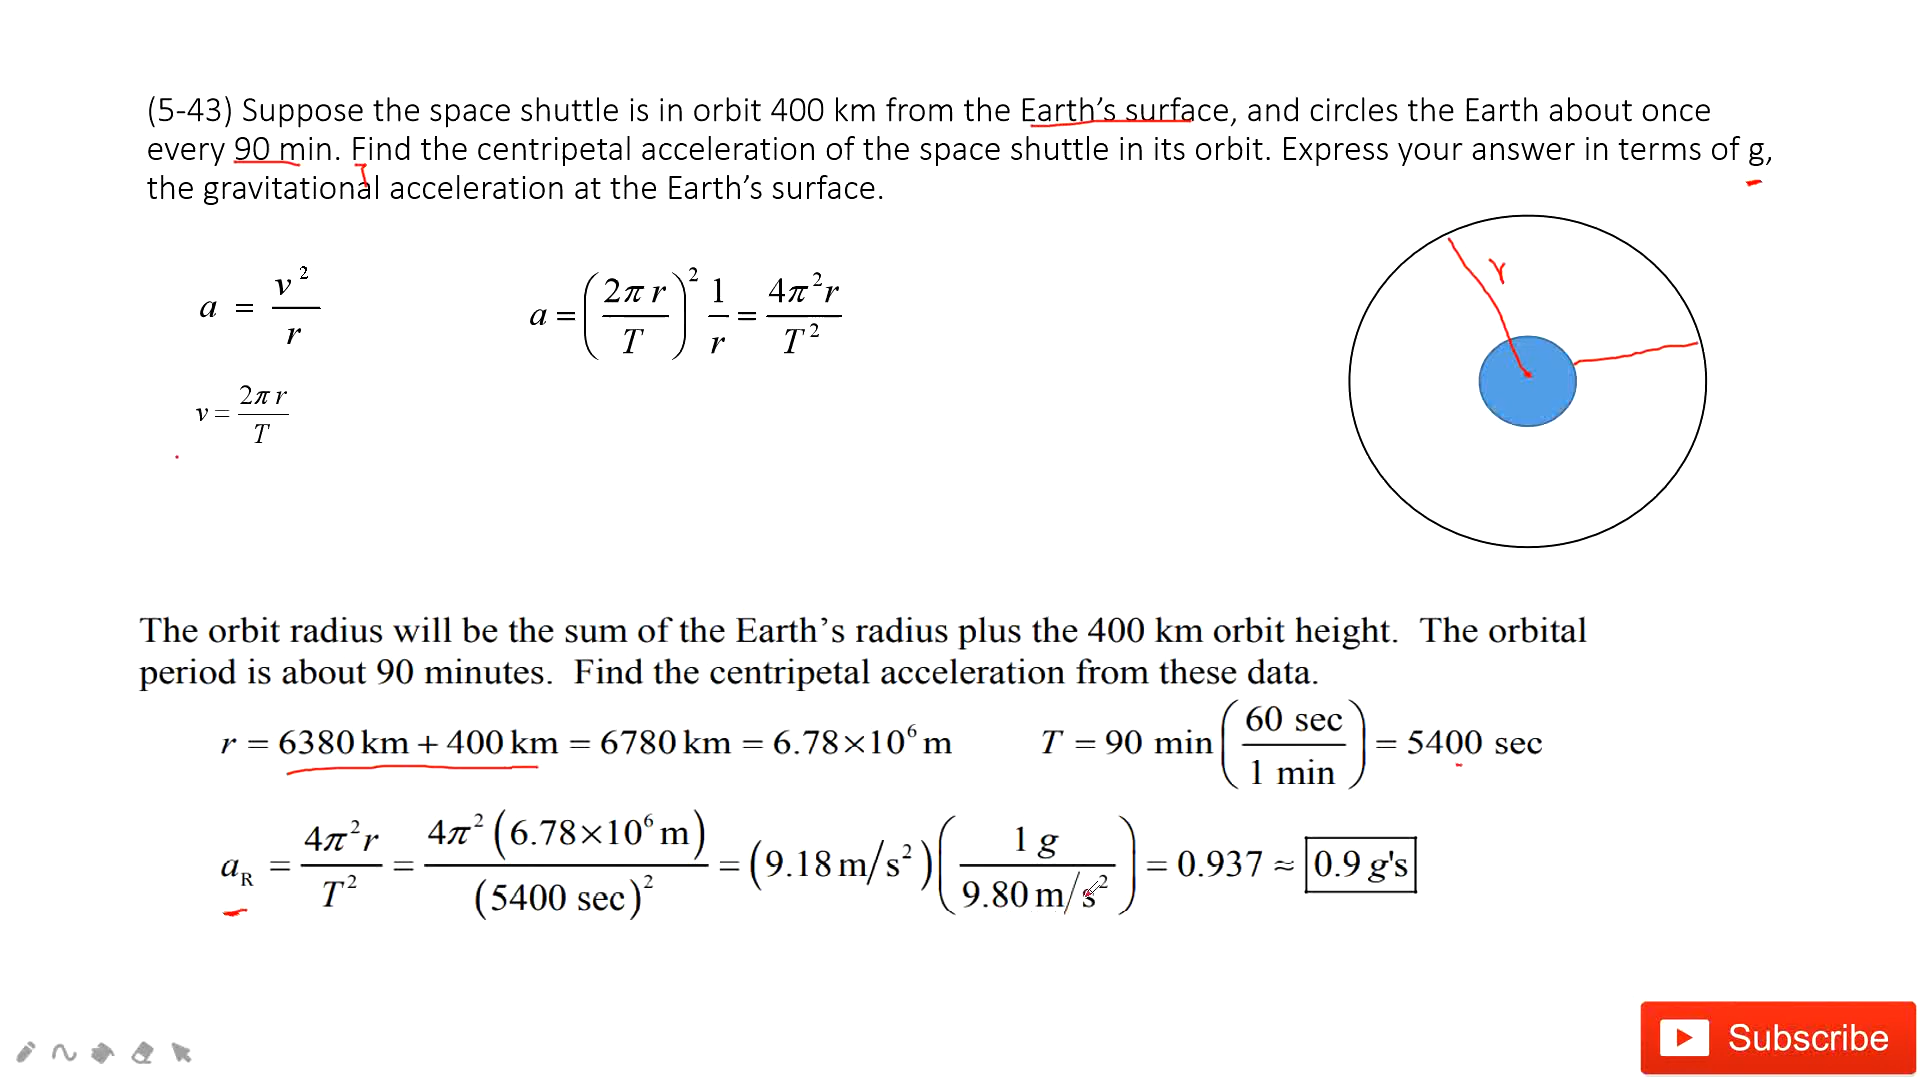 (5-43) Suppose the space shuttle is in orbit 400 km from the Earth’s surface, and circles the Earth about once
every 90 min. Find the centripetal acceleration of the space shuttle in its orbit. Express your answer in terms of g,
the gravitational acceleration at the Earth’s surface.
T
r
a = v² / r
a = (2π r / T)² 1/r = 4π²r / T²
v = 2π r / T
The orbit radius will be the sum of the Earth’s radius plus the 400 km orbit height. The orbital
period is about 90 minutes. Find the centripetal acceleration from these data.
r = 6380 km + 400 km = 6780 km = 6.78×10⁶ m T = 90 min (60 sec / 1 min) = 5400 sec
a_R = 4π²r / T² = 4π² (6.78×10⁶ m) / (5400 sec)² = (9.18 m/s²) (1 g / 9.80 m/s²) = 0.937 ≈ 0.9 g's
Subscribe